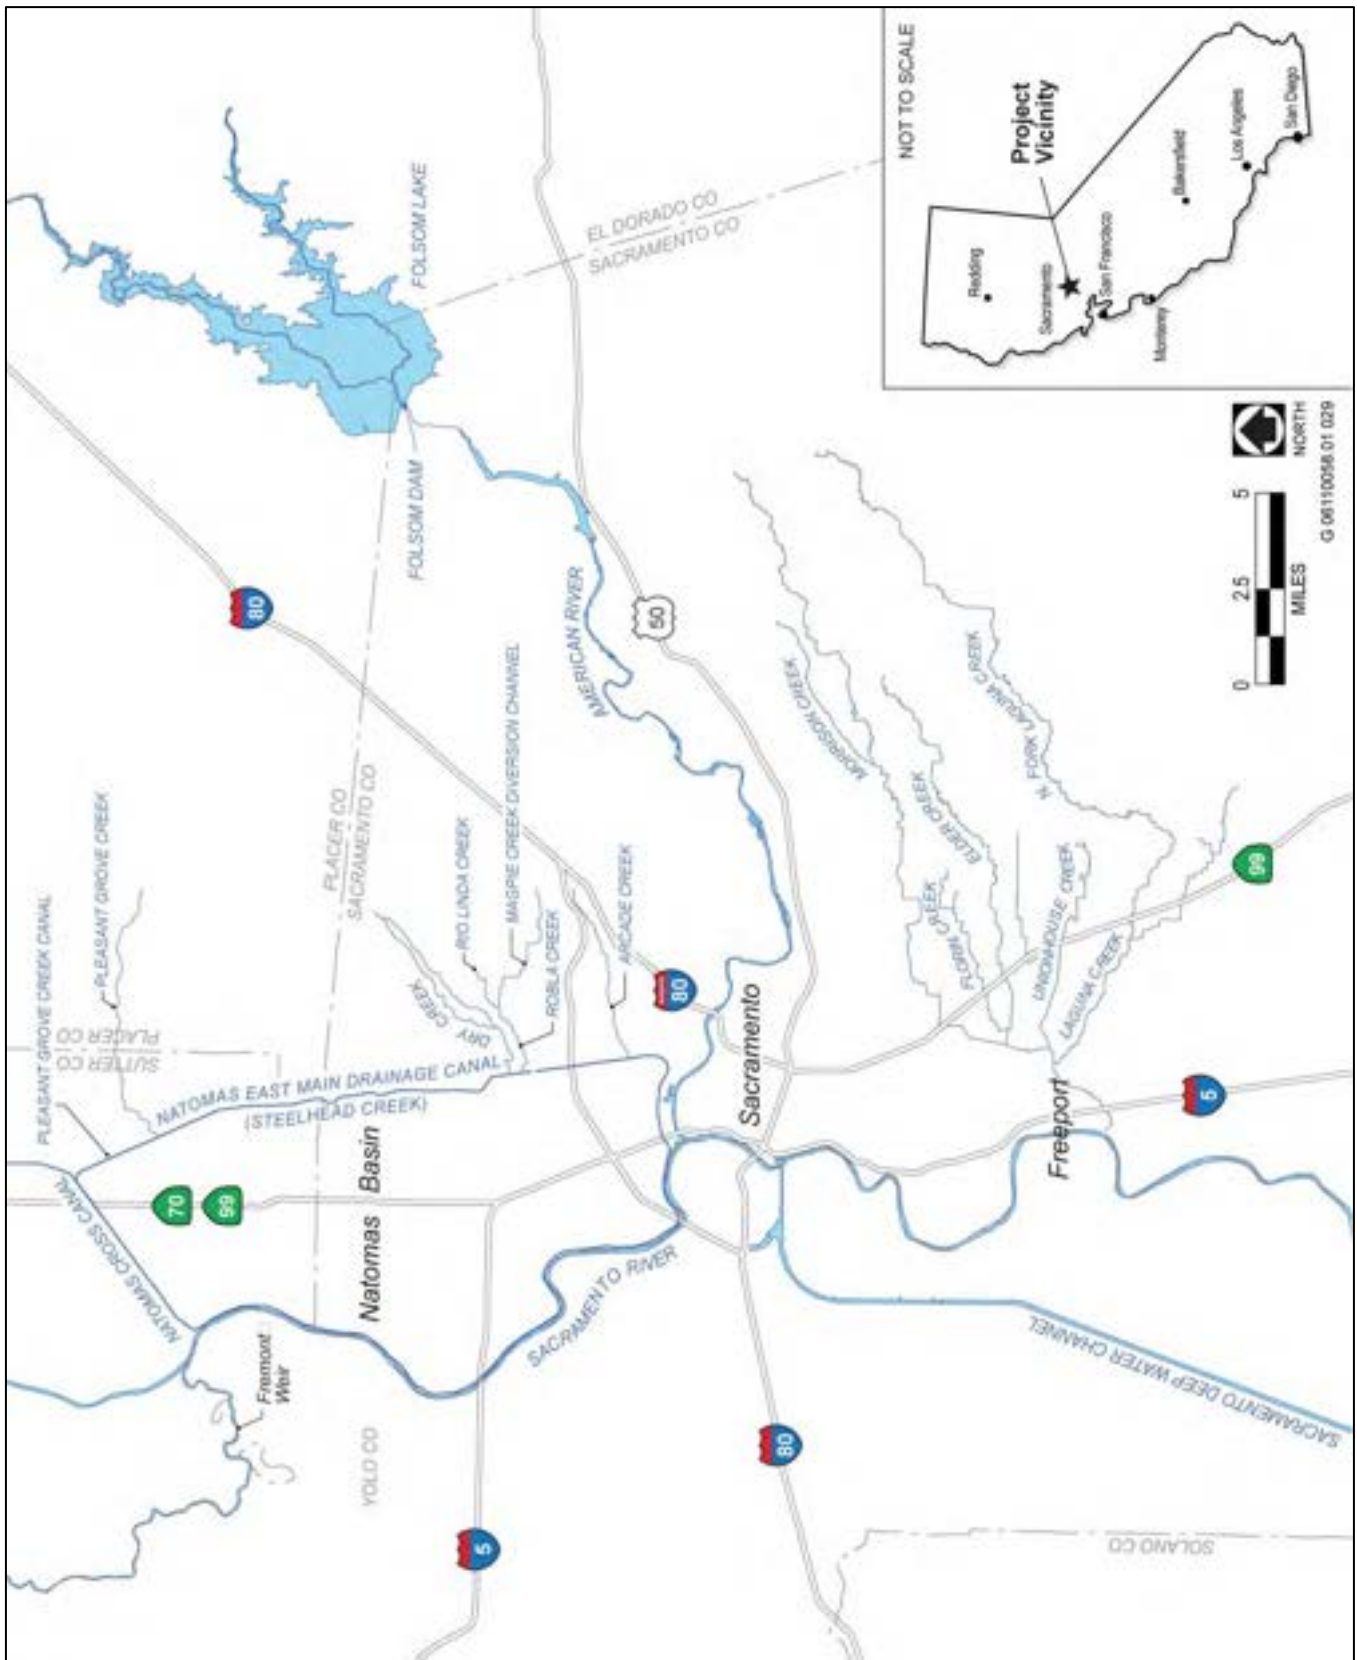 PLEASANT GROVE CREEK CANAL
PLEASANT GROVE CREEK
SUTTER CO
PLACER CO
NATOMAS CROSS CANAL
70
99
NATOMAS EAST MAIN DRAINAGE CANAL
(STEELHEAD CREEK)
Natomas Basin
PLACER CO
SACRAMENTO CO
80
FOLSOM LAKE
FOLSOM DAM
EL DORADO CO
SACRAMENTO CO
Fremont
Weir
YOLO CO
5
SACRAMENTO RIVER
DRY CREEK
RIO LINDA CREEK
MAGPIE CREEK DIVERSION CHANNEL
ROBLA CREEK
ARCADE CREEK
AMERICAN RIVER
50
80
Sacramento
80
MORRISON CREEK
ELDER CREEK
FLORIN CREEK
UNIONHOUSE CREEK
LAGUNA CREEK
N. FORK LAGUNA CREEK
Freeport
5
99
SACRAMENTO DEEP WATER CHANNEL
SOLANO CO
NOT TO SCALE
Project
Vicinity
Redding
Sacramento
San Francisco
Monterey
Bakersfield
Los Angeles
San Diego
0 2.5 5
MILES
NORTH
G 06110056.01 029